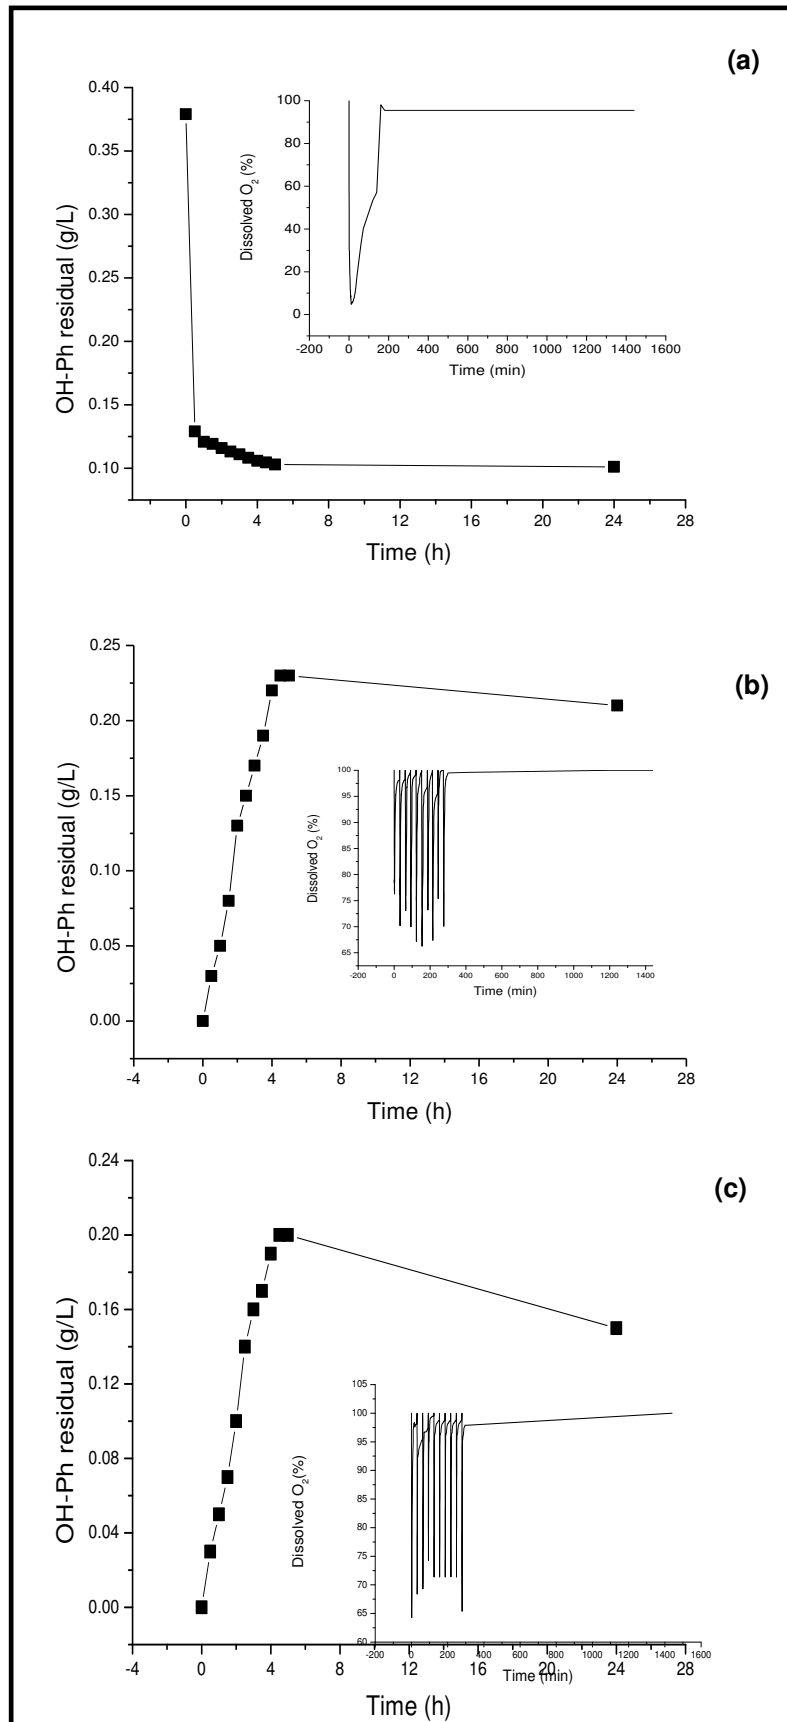 (a)
0.40
0.35
0.30
0.25
0.20
0.15
0.10
OH-Ph residual (g/L)
0 4 8 12 16 20 24 28
Time (h)
100
80
60
40
20
0
Dissolved O2 (%)
-200 0 200 400 600 800 1000 1200 1400 1600
Time (min)
(b)
0.25
0.20
0.15
0.10
0.05
0.00
OH-Ph residual (g/L)
-4 0 4 8 12 16 20 24 28
Time (h)
100
95
90
85
80
75
70
65
Dissolved O2 (%)
-200 0 200 400 600 800 1000 1200 1400
Time (min)
(c)
0.24
0.20
0.16
0.12
0.08
0.04
0.00
OH-Ph residual (g/L)
-4 0 4 8 12 16 20 24 28
Time (h)
105
100
95
90
85
80
75
70
65
60
Dissolved O2(%)
-200 0 200 400 600 800 1000 1200 1400 1600
Time (min)